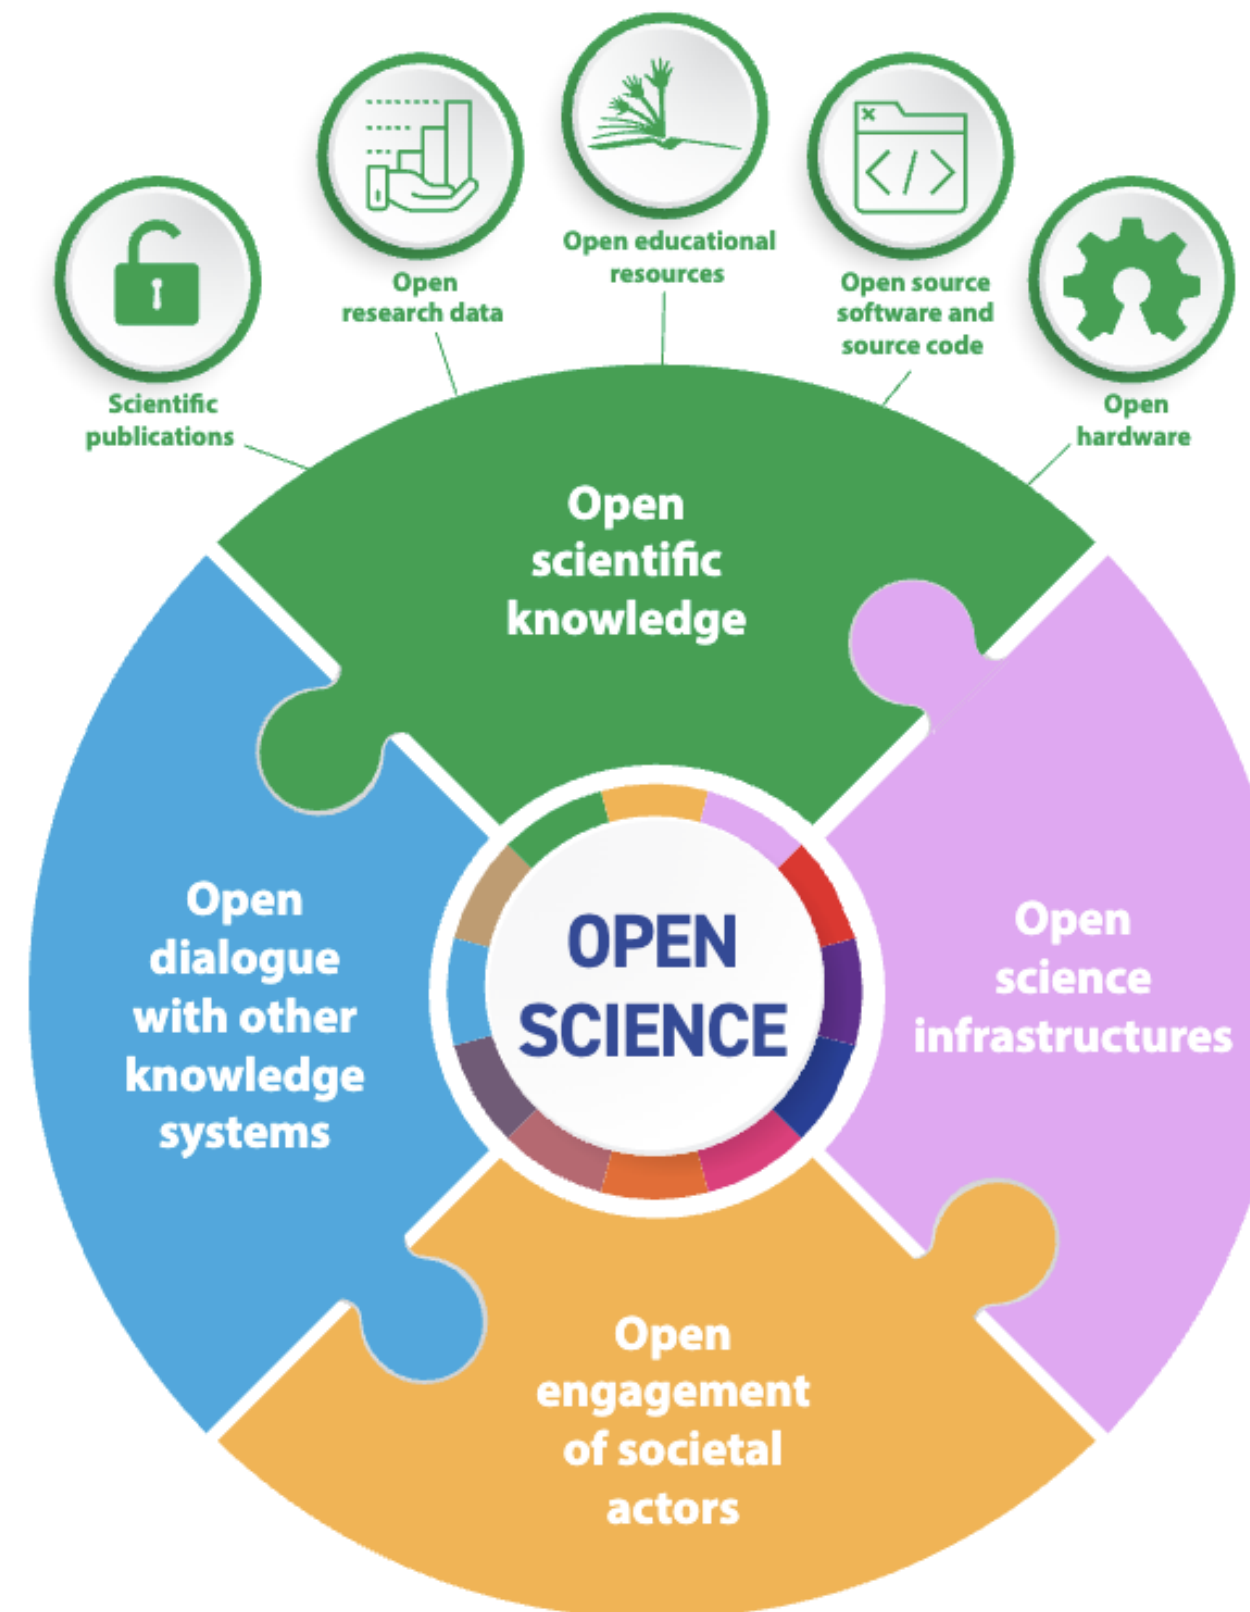 Open educational
resources
Open
research data
Open source
software and
source code
Scientific
publications
Open
hardware
Open
scientific
knowledge
Open
dialogue
with other
knowledge
systems
OPEN
SCIENCE
Open
science
infrastructures
Open
engagement
of societal
actors